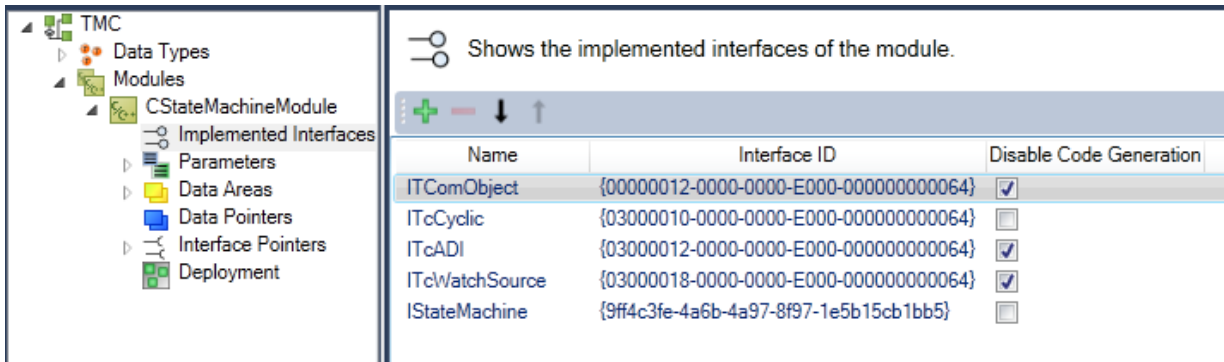 TMC
Data Types
Modules
CStateMachineModule
Implemented Interfaces
Parameters
Data Areas
Data Pointers
Interface Pointers
Deployment
Shows the implemented interfaces of the module.
Name Interface ID Disable Code Generation
ITComObject {00000012-0000-0000-E000-000000000064}
ITcCyclic {03000010-0000-0000-E000-000000000064}
ITcADI {03000012-0000-0000-E000-000000000064}
ITcWatchSource {03000018-0000-0000-E000-000000000064}
IStateMachine {9ff4c3fe-4a6b-4a97-8f97-1e5b15cb1bb5}